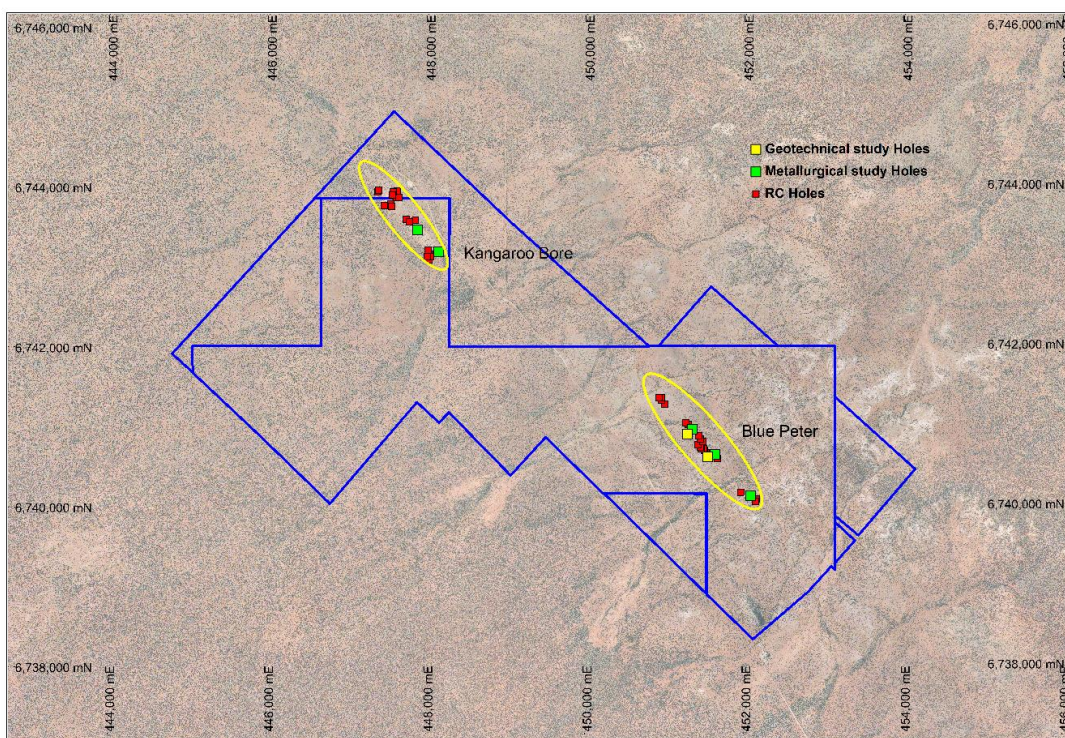 444,000 mE
446,000 mE
448,000 mE
450,000 mE
452,000 mE
454,000 mE
6,746,000 mN
6,746,000 mN
Geotechnical study Holes
Metallurgical study Holes
RC Holes
6,744,000 mN
6,744,000 mN
Kangaroo Bore
6,742,000 mN
6,742,000 mN
Blue Peter
6,740,000 mN
6,740,000 mN
6,738,000 mN
6,738,000 mN
444,000 mE
446,000 mE
448,000 mE
450,000 mE
452,000 mE
454,000 mE